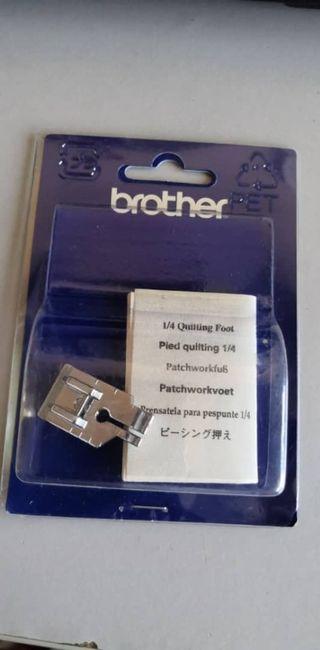 brother
PET
1/4 Quilting Foot
Pied quilting 1/4
Patchworkfuß
Patchworkvoet
Prensatela para pespunte 1/4
ピーシング押え